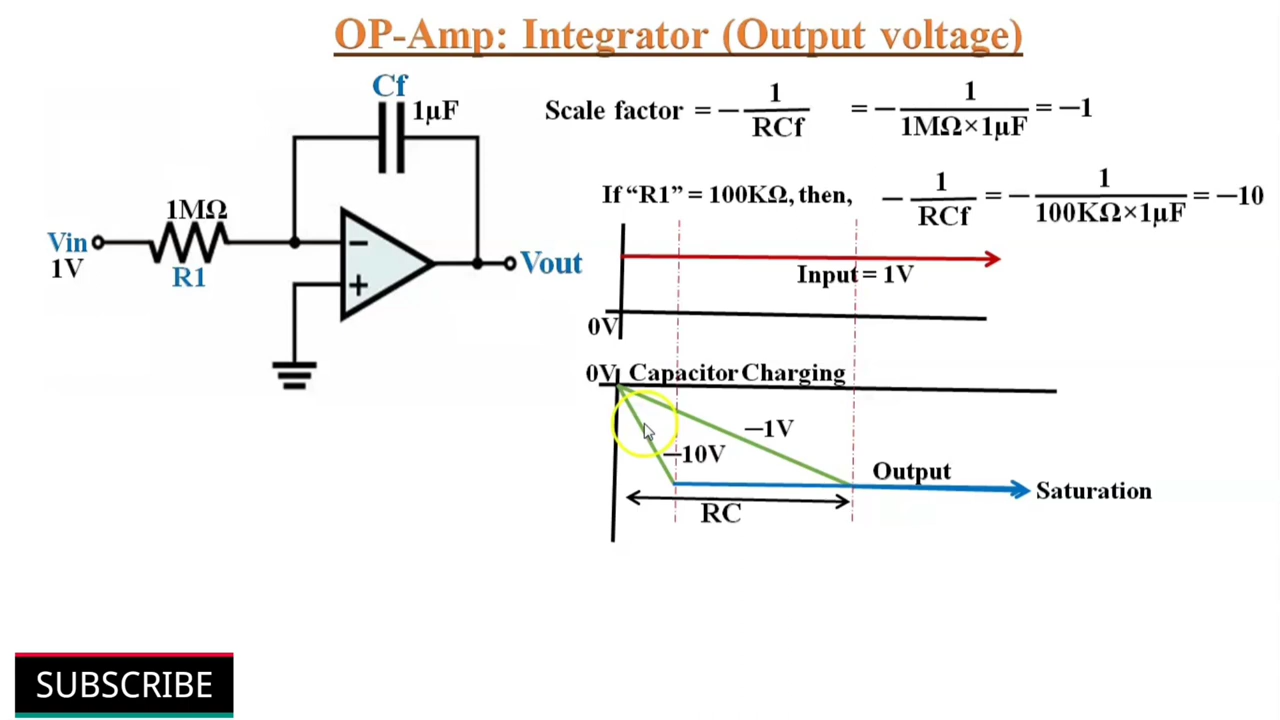 OP-Amp: Integrator (Output voltage)
Cf
1µF
1MΩ
Vin
1V
R1
−
+
Vout
Scale factor = − 1/RCf = − 1/1MΩ×1µF = −1
If “R1” = 100KΩ, then, − 1/RCf = − 1/100KΩ×1µF = −10
Input = 1V
0V
0V Capacitor Charging
−1V
−10V
Output
Saturation
RC
SUBSCRIBE